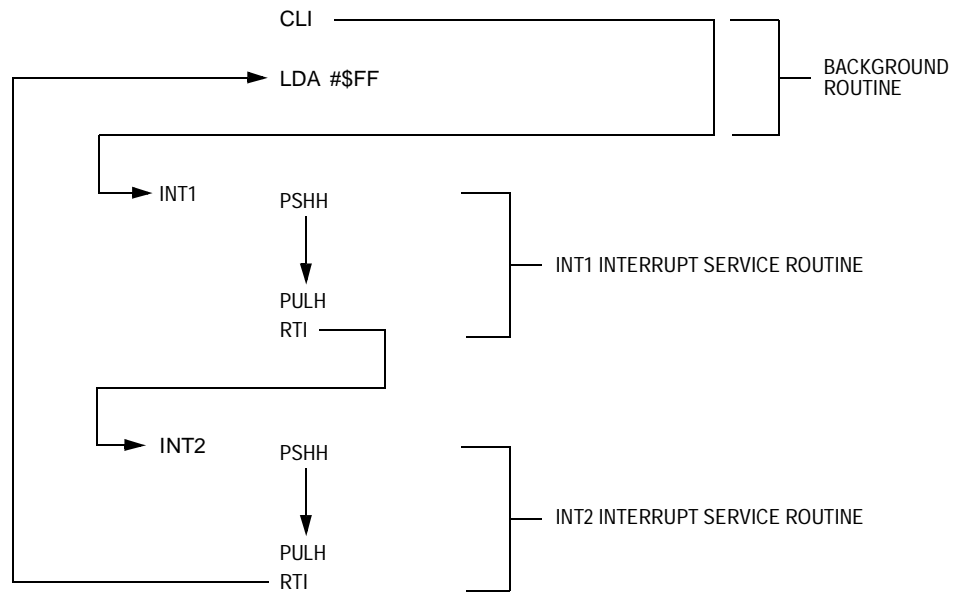 CLI
LDA #$FF
BACKGROUND
ROUTINE
INT1
PSHH
PULH
RTI
INT1 INTERRUPT SERVICE ROUTINE
INT2
PSHH
PULH
RTI
INT2 INTERRUPT SERVICE ROUTINE